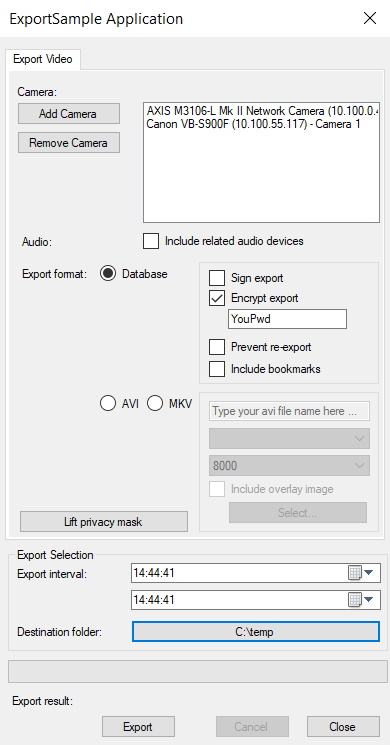 ExportSample Application
Export Video
Camera:
Add Camera
Remove Camera
AXIS M3106-L Mk II Network Camera (10.100.0.4
Canon VB-S900F (10.100.55.117) - Camera 1
Audio:
Include related audio devices
Export format:
Database
Sign export
Encrypt export
YouPwd
Prevent re-export
Include bookmarks
AVI
MKV
Type your avi file name here ...
8000
Include overlay image
Select...
Lift privacy mask
Export Selection
Export interval:
14:44:41
14:44:41
Destination folder:
C:\temp
Export result:
Export
Cancel
Close